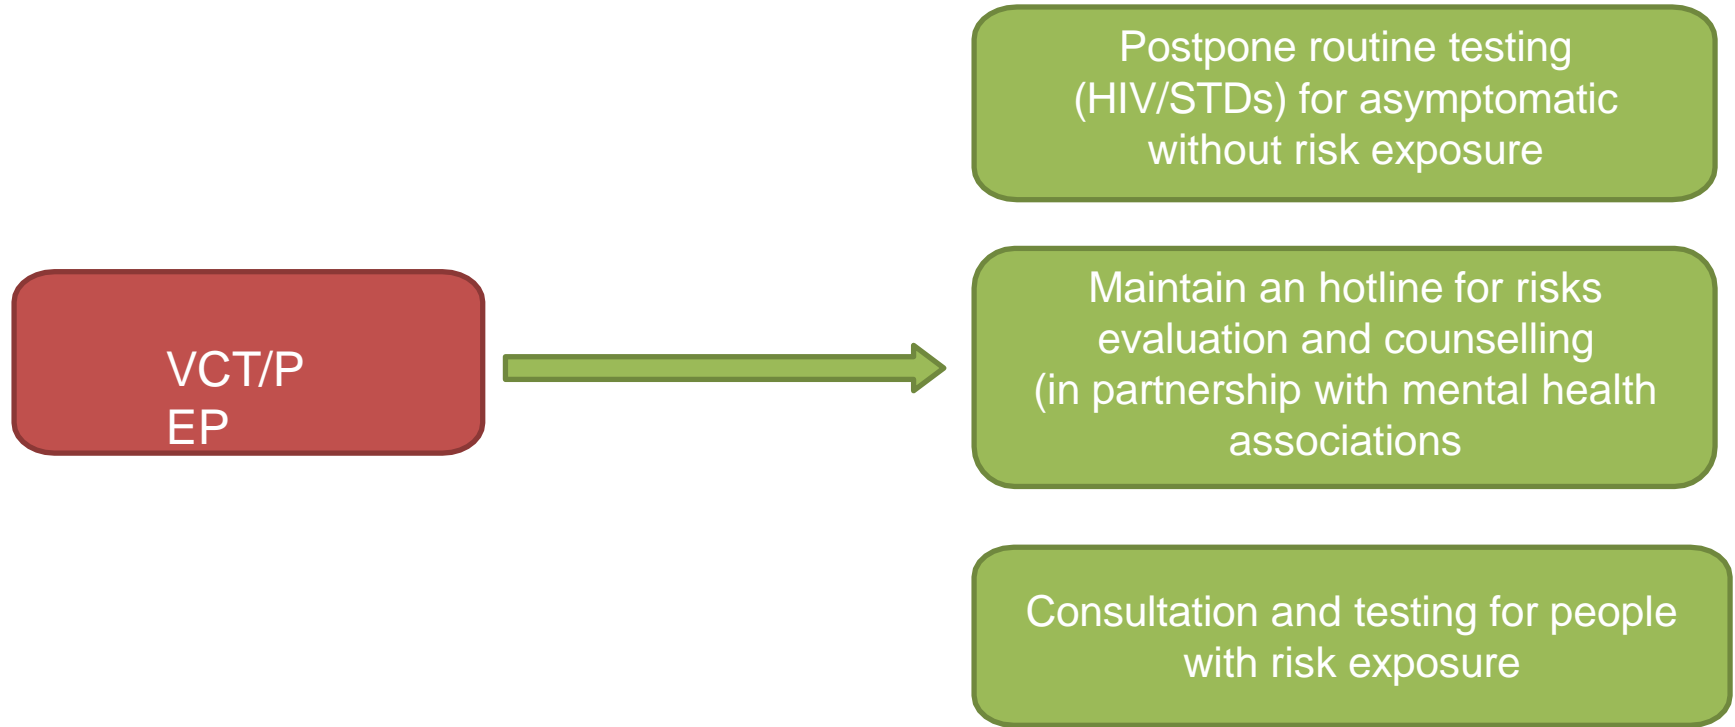 Postpone routine testing
(HIV/STDs) for asymptomatic
without risk exposure
VCT/P
EP
Maintain an hotline for risks
evaluation and counselling
(in partnership with mental health
associations
Consultation and testing for people
with risk exposure